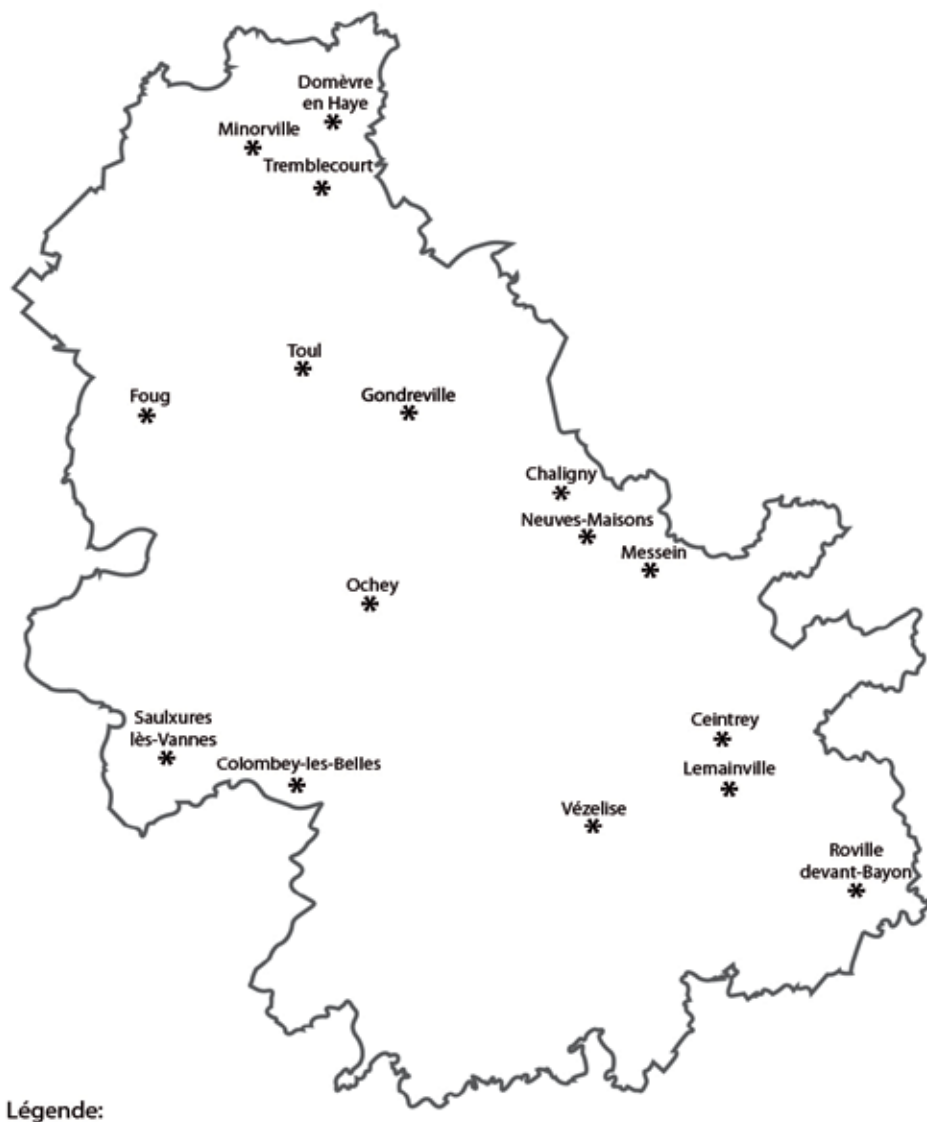 Domèvre
en Haye
Minorville
Tremblecourt
Toul
Foug
Gondreville
Chaligny
Neuves-Maisons
Messein
Ochey
Saulxures
lès-Vannes
Colombey-les-Belles
Ceintrey
Lemainville
Vézelise
Roville
devant-Bayon
Légende: